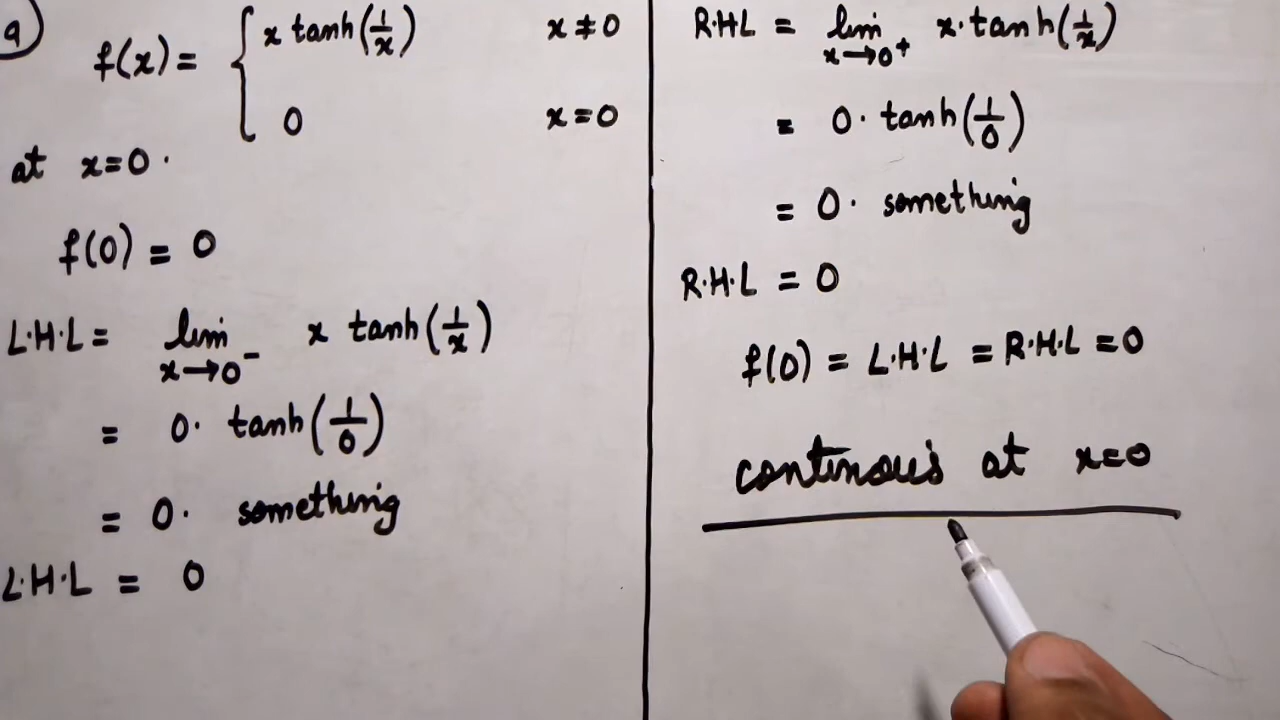 9)
f(x) = { x tanh(1/x) x ≠ 0
0 x = 0
at x = 0 .
f(0) = 0
L.H.L = lim x→0⁻ x tanh(1/x)
= 0. tanh(1/0)
= 0. something
L.H.L = 0
R.H.L = lim x→0⁺ x. tanh(1/x)
= 0. tanh(1/0)
= 0. something
R.H.L = 0
f(0) = L.H.L = R.H.L = 0
continous at x=0